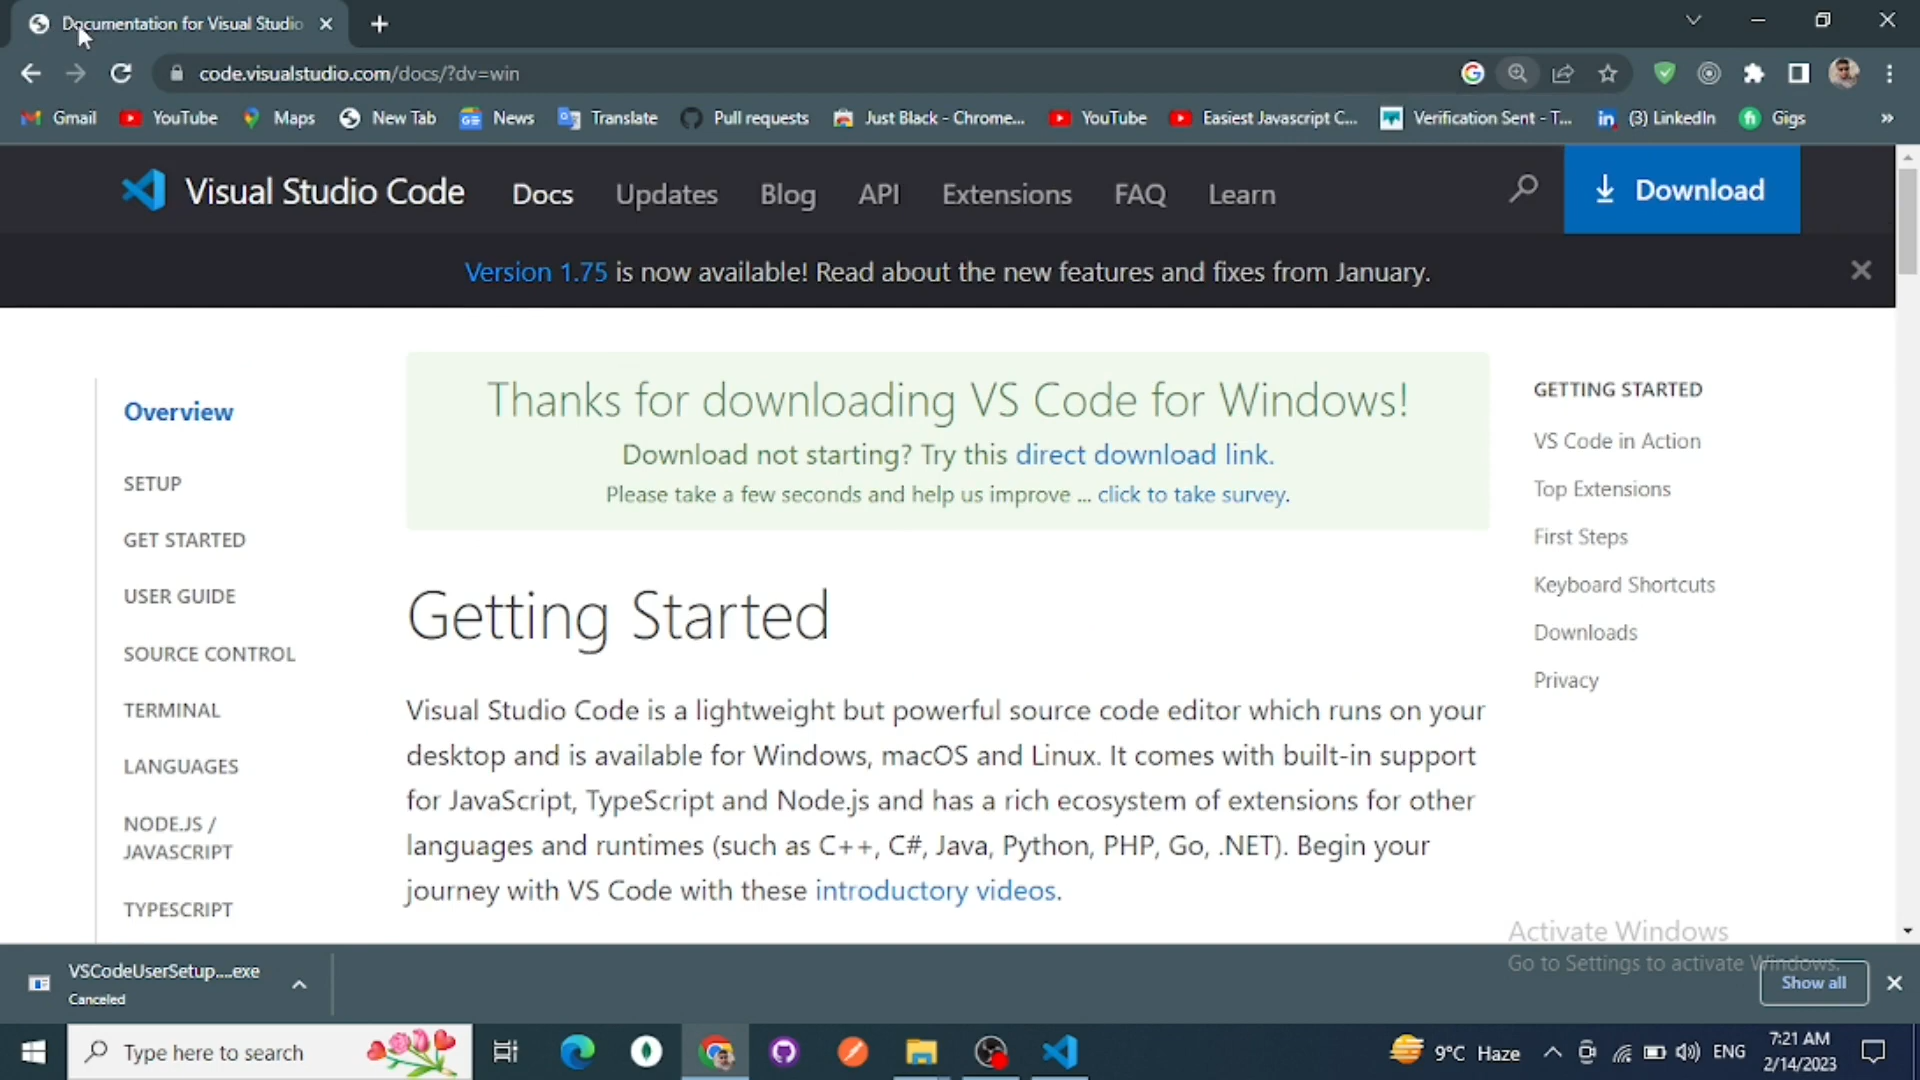 Documentation for Visual Studio
code.visualstudio.com/docs/?dv=win
Gmail YouTube Maps New Tab News Translate Pull requests Just Black - Chrome... YouTube Easiest Javascript C... Verification Sent - T... (3) LinkedIn Gigs »
Visual Studio Code Docs Updates Blog API Extensions FAQ Learn Download
Version 1.75 is now available! Read about the new features and fixes from January.
Overview
SETUP
GET STARTED
USER GUIDE
SOURCE CONTROL
TERMINAL
LANGUAGES
NODE.JS /
JAVASCRIPT
TYPESCRIPT
Thanks for downloading VS Code for Windows!
Download not starting? Try this direct download link.
Please take a few seconds and help us improve ... click to take survey.
Getting Started
Visual Studio Code is a lightweight but powerful source code editor which runs on your
desktop and is available for Windows, macOS and Linux. It comes with built-in support
for JavaScript, TypeScript and Node.js and has a rich ecosystem of extensions for other
languages and runtimes (such as C++, C#, Java, Python, PHP, Go, .NET). Begin your
journey with VS Code with these introductory videos.
GETTING STARTED
VS Code in Action
Top Extensions
First Steps
Keyboard Shortcuts
Downloads
Privacy
Activate Windows
Go to Settings to activate Windows.
VSCodeUserSetup....exe
Canceled
Show all
Type here to search
9°C Haze
ENG
7:21 AM
2/14/2023